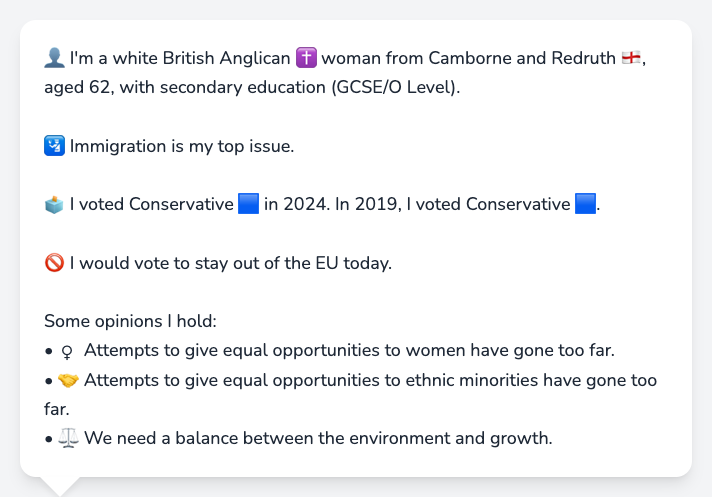 👤 I'm a white British Anglican ✝️ woman from Camborne and Redruth 🏴󠁧󠁢󠁥󠁮󠁧󠁿,
aged 62, with secondary education (GCSE/O Level).
🛂 Immigration is my top issue.
🗳️ I voted Conservative 🟦 in 2024. In 2019, I voted Conservative 🟦.
🚫 I would vote to stay out of the EU today.
Some opinions I hold:
• ♀ Attempts to give equal opportunities to women have gone too far.
• 🤝 Attempts to give equal opportunities to ethnic minorities have gone too
far.
• ⚖️ We need a balance between the environment and growth.